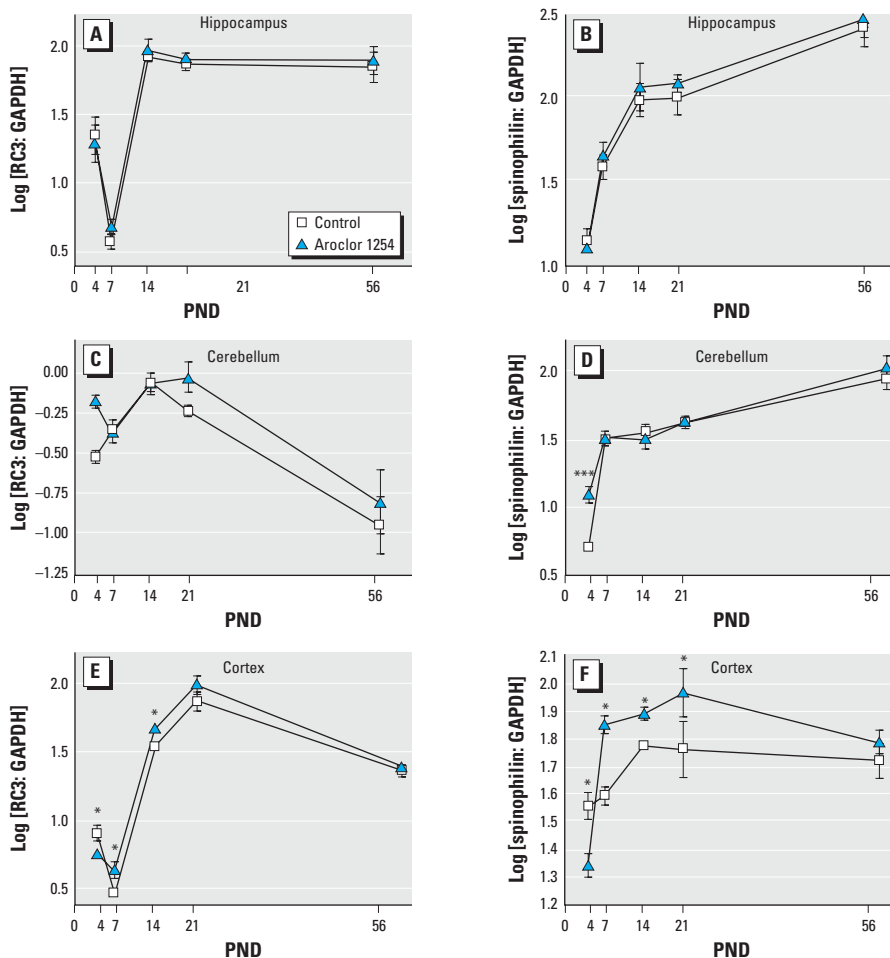 A
Hippocampus
Log [RC3: GAPDH]
2.0
1.5
1.0
0.5
Control
Aroclor 1254
0 4 7 14 21 56
PND
B
Hippocampus
Log [spinophilin: GAPDH]
2.5
2.0
1.5
1.0
0 4 7 14 21 56
PND
C
Cerebellum
Log [RC3: GAPDH]
0.00
–0.25
–0.50
–0.75
–1.00
–1.25
0 4 7 14 21 56
PND
D
Cerebellum
Log [spinophilin: GAPDH]
2.0
1.5
***
1.0
0.5
0 4 7 14 21 56
PND
E
Cortex
Log [RC3: GAPDH]
2.0
*
1.5
1.0
*
*
0.5
0 4 7 14 21 56
PND
F
Cortex
Log [spinophilin: GAPDH]
2.1
*
2.0
*
*
1.9
1.8
1.7
*
1.6
1.5
1.4
1.3
1.2
0 4 7 14 21 56
PND